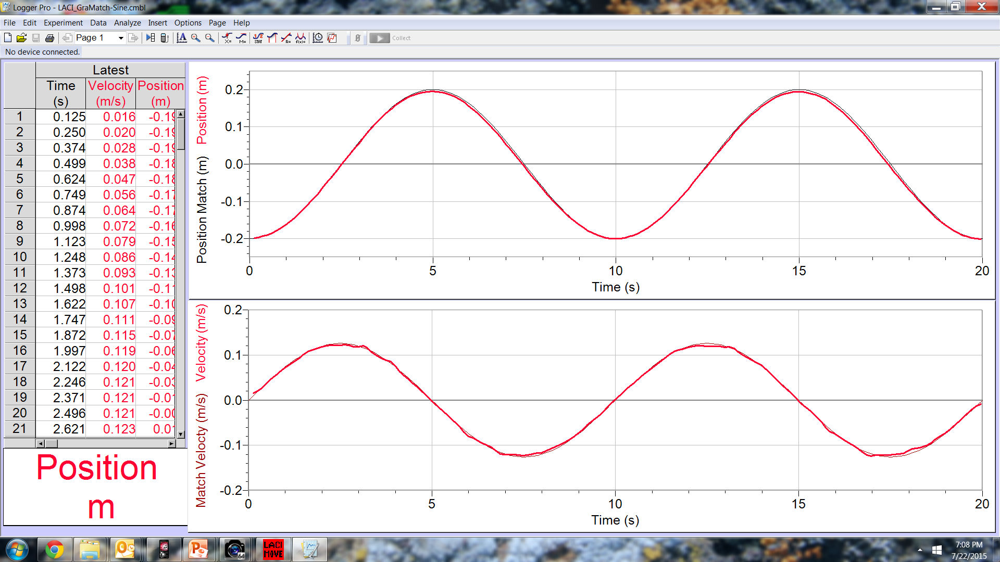 Logger Pro - LACI_GraMatch-Sine.cmbl
File Edit Experiment Data Analyze Insert Options Page Help
Page 1
Collect
No device connected.
Latest
Time (s) Velocity (m/s) Position (m)
1 0.125 0.016 -0.19
2 0.250 0.020 -0.19
3 0.374 0.028 -0.19
4 0.499 0.038 -0.18
5 0.624 0.047 -0.18
6 0.749 0.056 -0.17
7 0.874 0.064 -0.17
8 0.998 0.072 -0.16
9 1.123 0.079 -0.15
10 1.248 0.086 -0.14
11 1.373 0.093 -0.13
12 1.498 0.101 -0.11
13 1.622 0.107 -0.10
14 1.747 0.111 -0.09
15 1.872 0.115 -0.07
16 1.997 0.119 -0.06
17 2.122 0.120 -0.04
18 2.246 0.121 -0.03
19 2.371 0.121 -0.01
20 2.496 0.121 -0.00
21 2.621 0.123 0.01
Position
m
Position Match (m) Position (m)
0.2
0.1
0.0
-0.1
-0.2
0 5 10 15 20
Time (s)
Match Velocty (m/s) Velocity (m/s)
0.2
0.1
0.0
-0.1
-0.2
0 5 10 15 20
Time (s)
LACI
MOVE
64
7:08 PM
7/22/2015